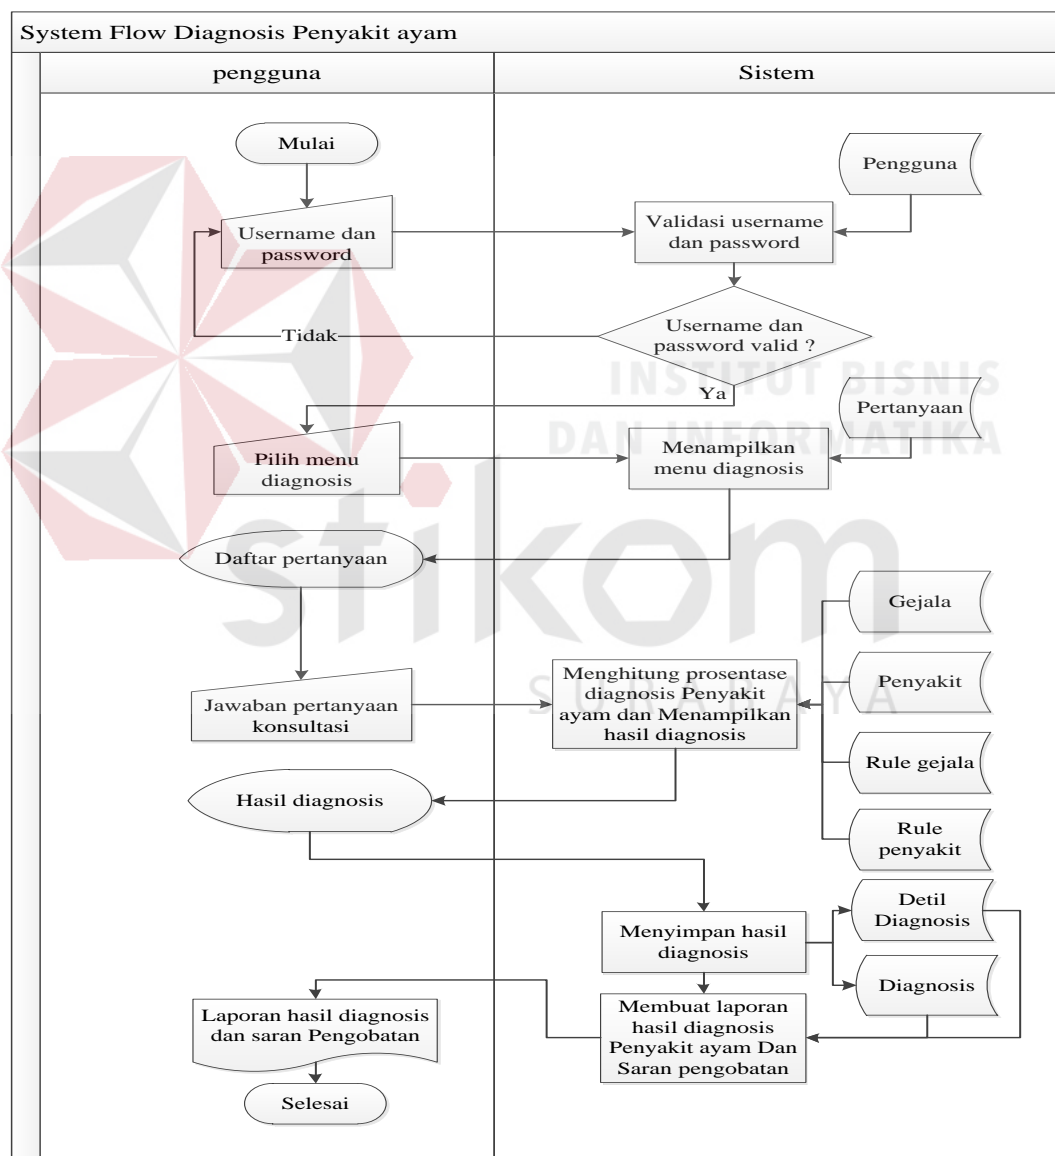 System Flow Diagnosis Penyakit ayam
pengguna
Sistem
Mulai
Pengguna
Username dan
password
Validasi username
dan password
Tidak
Username dan
password valid ?
INSTITUT BISNIS
DAN INFORMATIKA
Ya
Pertanyaan
Pilih menu
diagnosis
Menampilkan
menu diagnosis
stikom
SURABAYA
Daftar pertanyaan
Gejala
Penyakit
Rule gejala
Rule
penyakit
Jawaban pertanyaan
konsultasi
Menghitung prosentase
diagnosis Penyakit
ayam dan Menampilkan
hasil diagnosis
Hasil diagnosis
Menyimpan hasil
diagnosis
Detil
Diagnosis
Diagnosis
Membuat laporan
hasil diagnosis
Penyakit ayam Dan
Saran pengobatan
Laporan hasil diagnosis
dan saran Pengobatan
Selesai